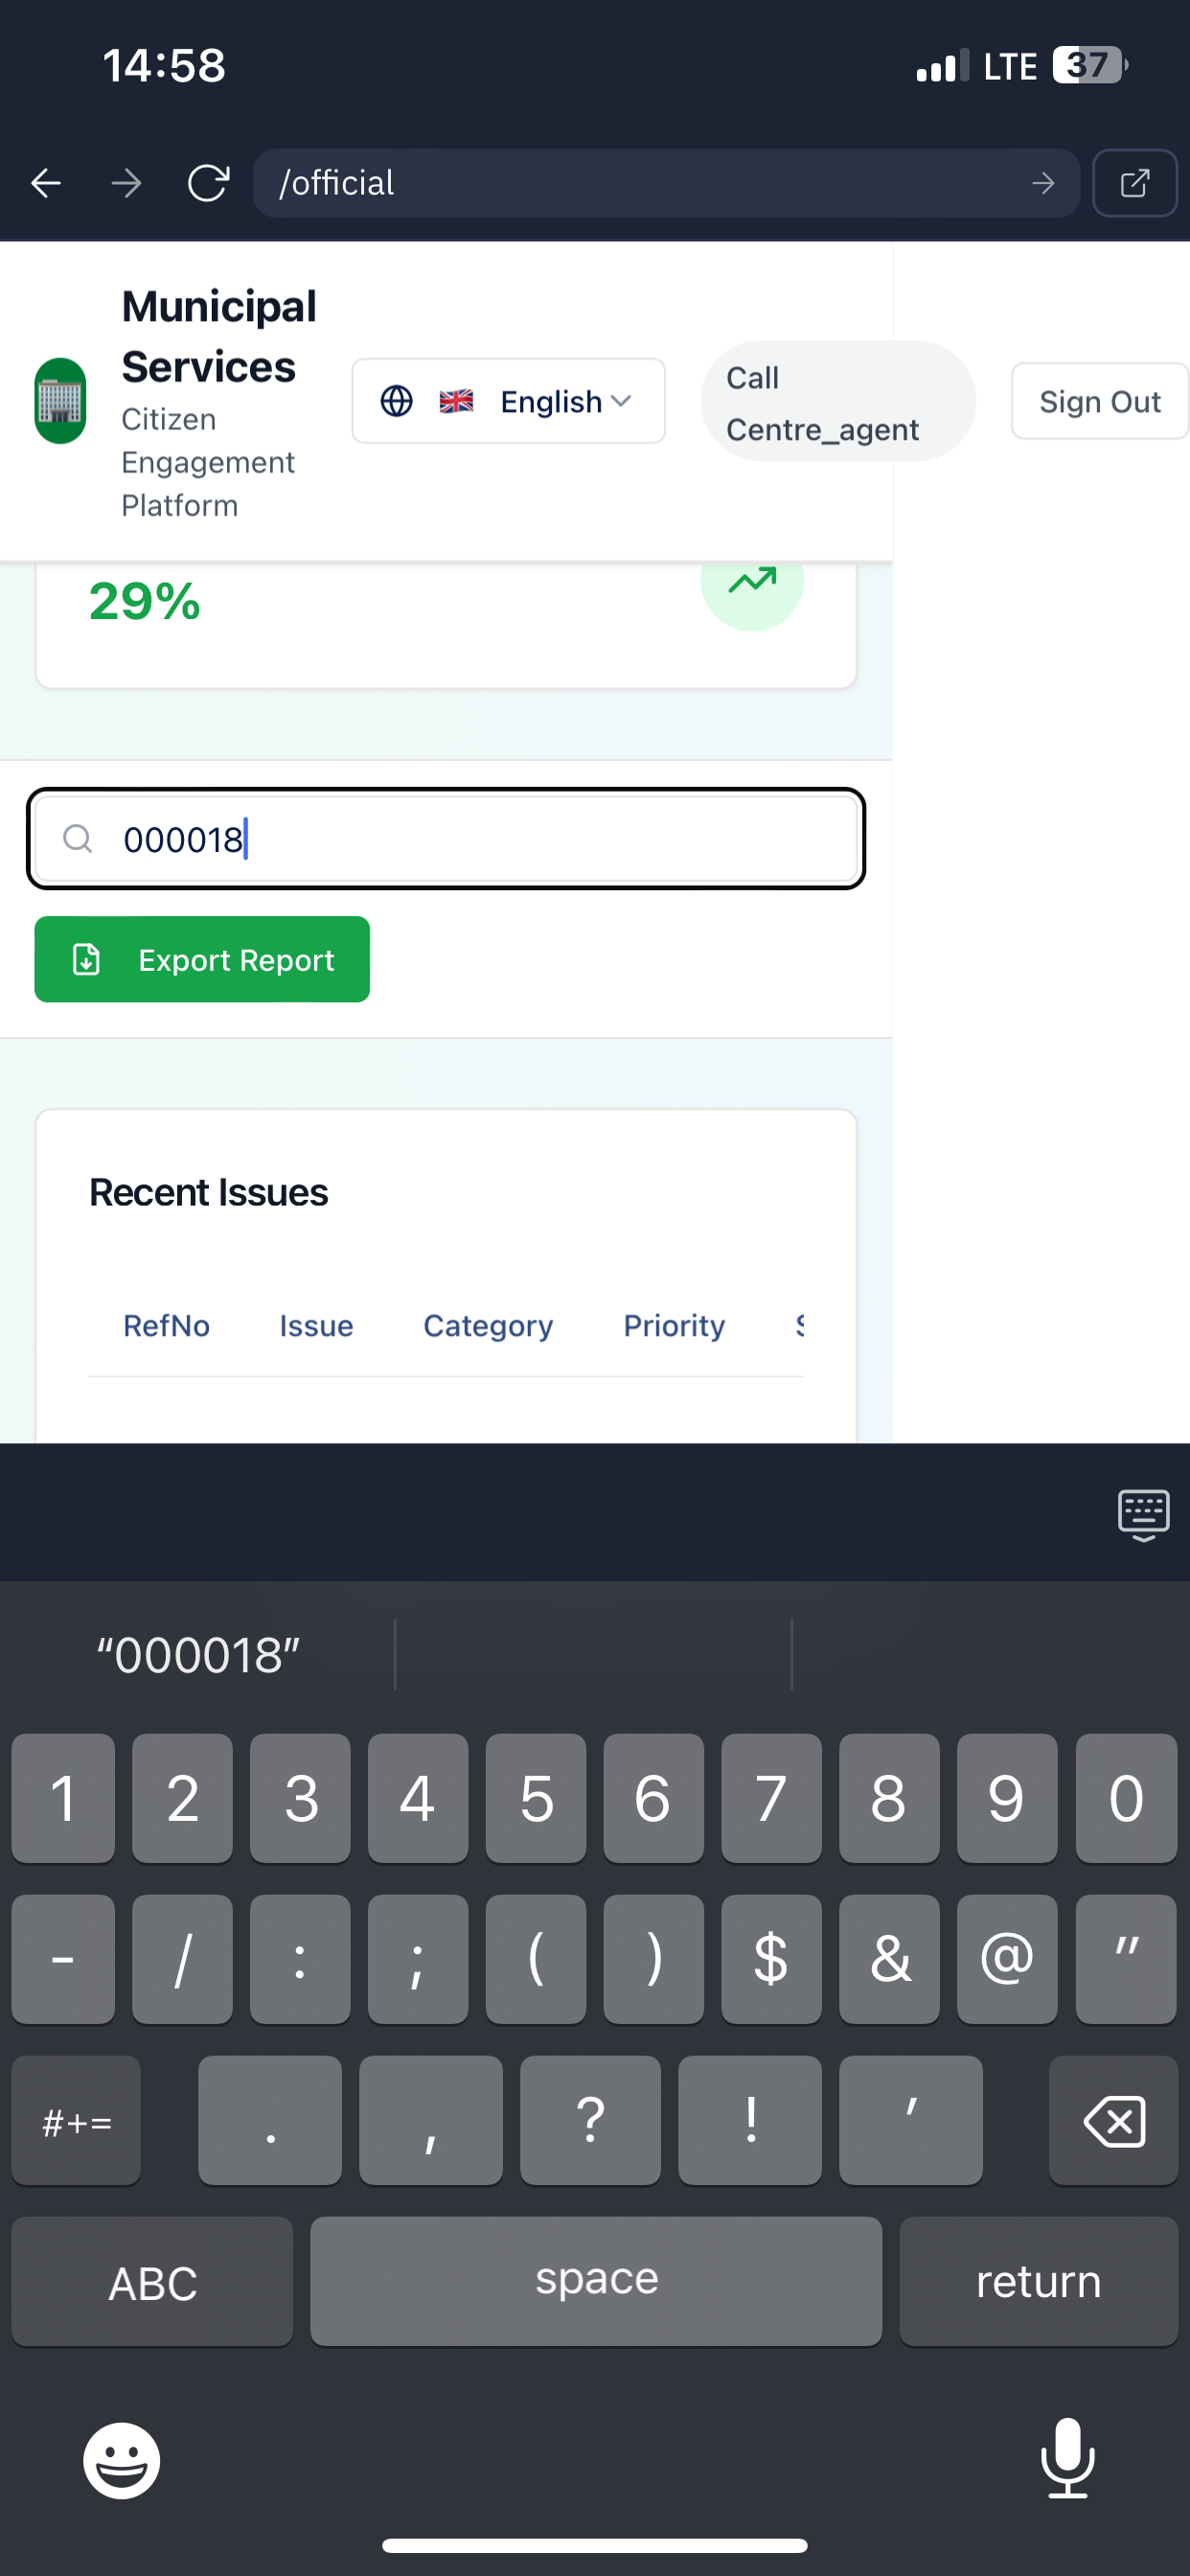 14:58
LTE 37
/official
Municipal
Services
Citizen
Engagement
Platform
English
Call
Centre_agent
Sign Out
29%
000018
Export Report
Recent Issues
RefNo Issue Category Priority
“000018”
1 2 3 4 5 6 7 8 9 0
- / : ; ( ) $ & @ "
#+= . , ? ! '
ABC space return